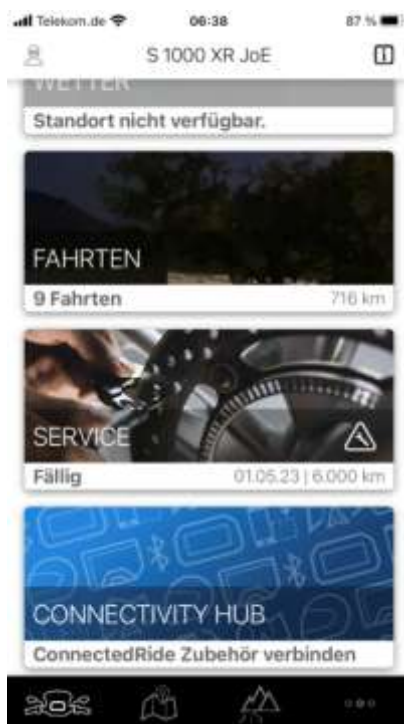 Telekom.de 06:38 87 %
S 1000 XR JoE
WETTER
Standort nicht verfügbar.
FAHRTEN
9 Fahrten 716 km
SERVICE
Fällig 01.05.23 | 6.000 km
CONNECTIVITY HUB
ConnectedRide Zubehör verbinden